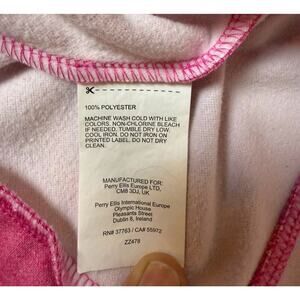 100% POLYESTER
MACHINE WASH COLD WITH LIKE
COLORS. NON-CHLORINE BLEACH
IF NEEDED. TUMBLE DRY LOW,
COOL IRON. DO NOT IRON ON
PRINTED LABEL. DO NOT DRY
CLEAN.
MANUFACTURED FOR:
Perry Ellis Europe LTD,
CM8 3DJ, UK
Perry Ellis International Europe
Olympic House
Pleasants Street
Dublin 8, Ireland
RN# 37763 / CA# 55972
ZZ478